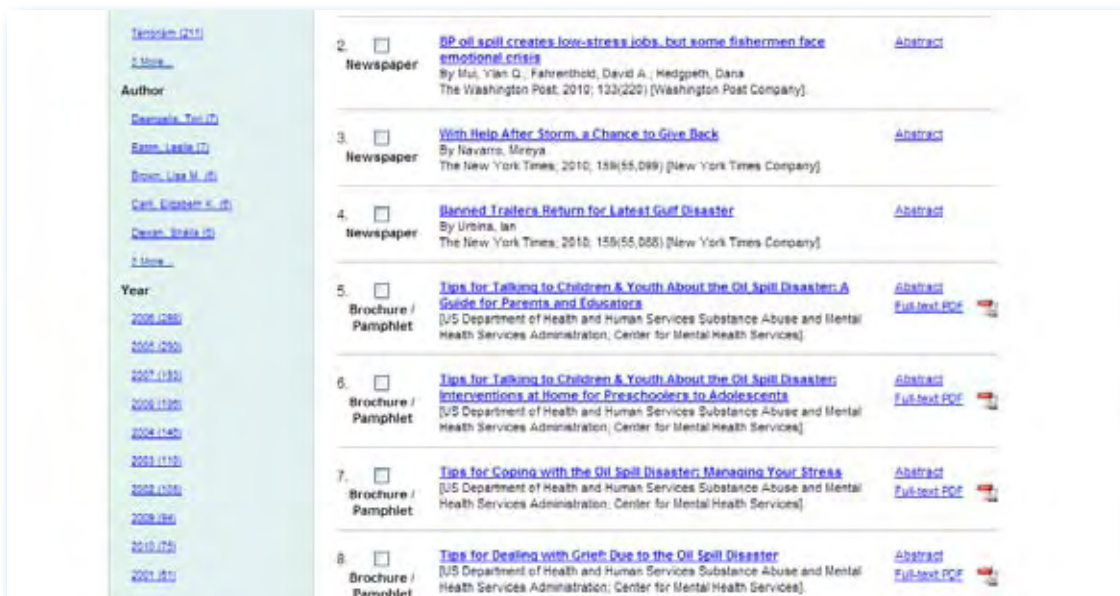 Terrorism (211)
2 More...
Author
Eaton, Leslie (7)
Brown, Lisa M. (6)
2 More...
Year
2006 (288)
2005 (290)
2007 (193)
2001 (61)
2.
Newspaper
BP oil spill creates low-stress jobs, but some fishermen face
emotional crisis
By Mui, Ylan Q.; Fahrenthold, David A.; Hedgpeth, Dana
The Washington Post; 2010; 133(220) [Washington Post Company].
Abstract
3.
Newspaper
With Help After Storm, a Chance to Give Back
By Navarro, Mireya
The New York Times; 2010; 159(55,099) [New York Times Company].
Abstract
4.
Newspaper
Banned Trailers Return for Latest Gulf Disaster
By Urbina, Ian
The New York Times; 2010; 159(55,088) [New York Times Company].
Abstract
5.
Brochure /
Pamphlet
Tips for Talking to Children & Youth About the Oil Spill Disaster: A
Guide for Parents and Educators
[US Department of Health and Human Services Substance Abuse and Mental
Health Services Administration; Center for Mental Health Services].
Abstract
Full-text PDF
6.
Brochure /
Pamphlet
Tips for Talking to Children & Youth About the Oil Spill Disaster:
Interventions at Home for Preschoolers to Adolescents
[US Department of Health and Human Services Substance Abuse and Mental
Health Services Administration; Center for Mental Health Services].
Abstract
Full-text PDF
7.
Brochure /
Pamphlet
Tips for Coping with the Oil Spill Disaster: Managing Your Stress
[US Department of Health and Human Services Substance Abuse and Mental
Health Services Administration; Center for Mental Health Services].
Abstract
Full-text PDF
8.
Brochure /
Pamphlet
Tips for Dealing with Grief: Due to the Oil Spill Disaster
[US Department of Health and Human Services Substance Abuse and Mental
Health Services Administration; Center for Mental Health Services].
Abstract
Full-text PDF